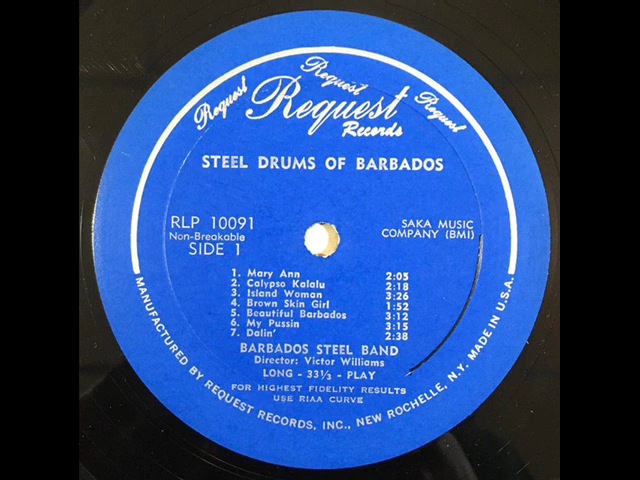 Request
Request
Request
Request
Records
STEEL DRUMS OF BARBADOS
RLP 10091
Non-Breakable
SIDE 1
SAKA MUSIC
COMPANY (BMI)
1. Mary Ann 2:05
2. Calypso Kalalu 2:18
3. Island Woman 3:26
4. Brown Skin Girl 1:52
5. Beautiful Barbados 3:12
6. My Pussin 3:15
7. Dalin' 2:38
BARBADOS STEEL BAND
Director: Victor Williams
LONG - 33⅓ - PLAY
FOR HIGHEST FIDELITY RESULTS
USE RIAA CURVE
MANUFACTURED BY REQUEST RECORDS, INC., NEW ROCHELLE, N.Y. MADE IN U.S.A.